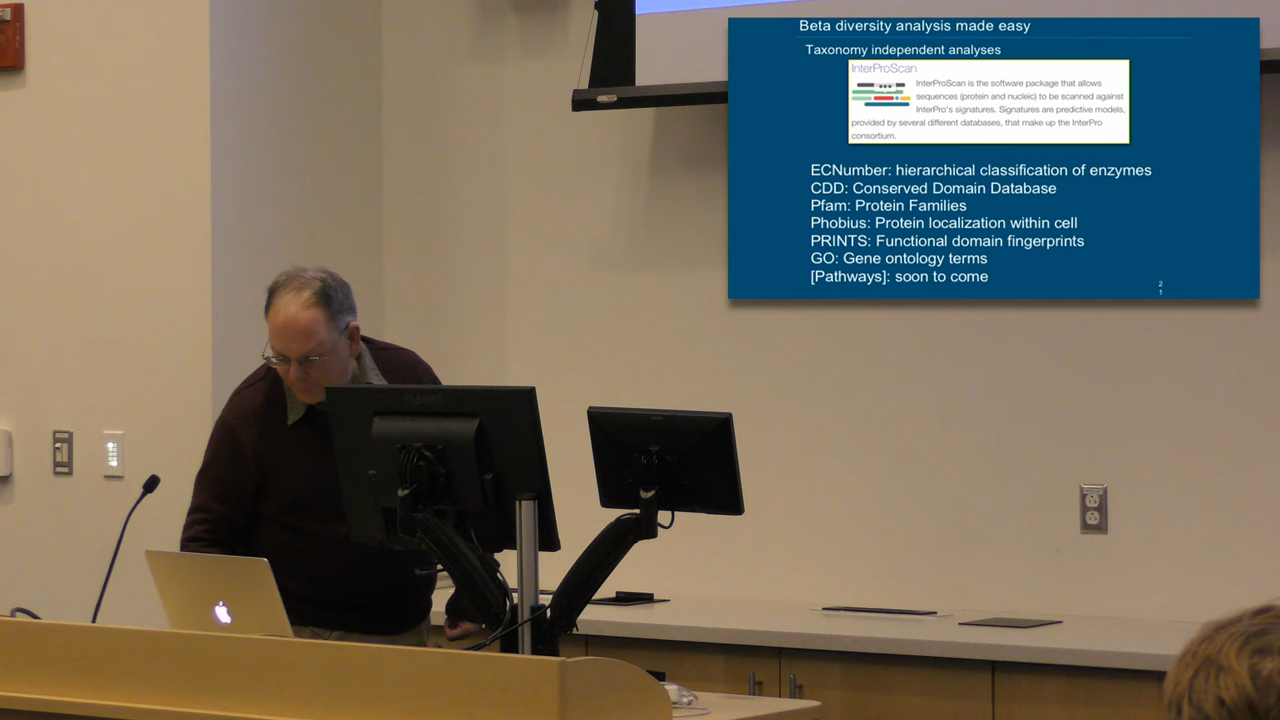 Beta diversity analysis made easy
Taxonomy independent analyses
InterProScan
InterProScan is the software package that allows
sequences (protein and nucleic) to be scanned against
InterPro's signatures. Signatures are predictive models,
provided by several different databases, that make up the InterPro
consortium.
ECNumber: hierarchical classification of enzymes
CDD: Conserved Domain Database
Pfam: Protein Families
Phobius: Protein localization within cell
PRINTS: Functional domain fingerprints
GO: Gene ontology terms
[Pathways]: soon to come
2
1